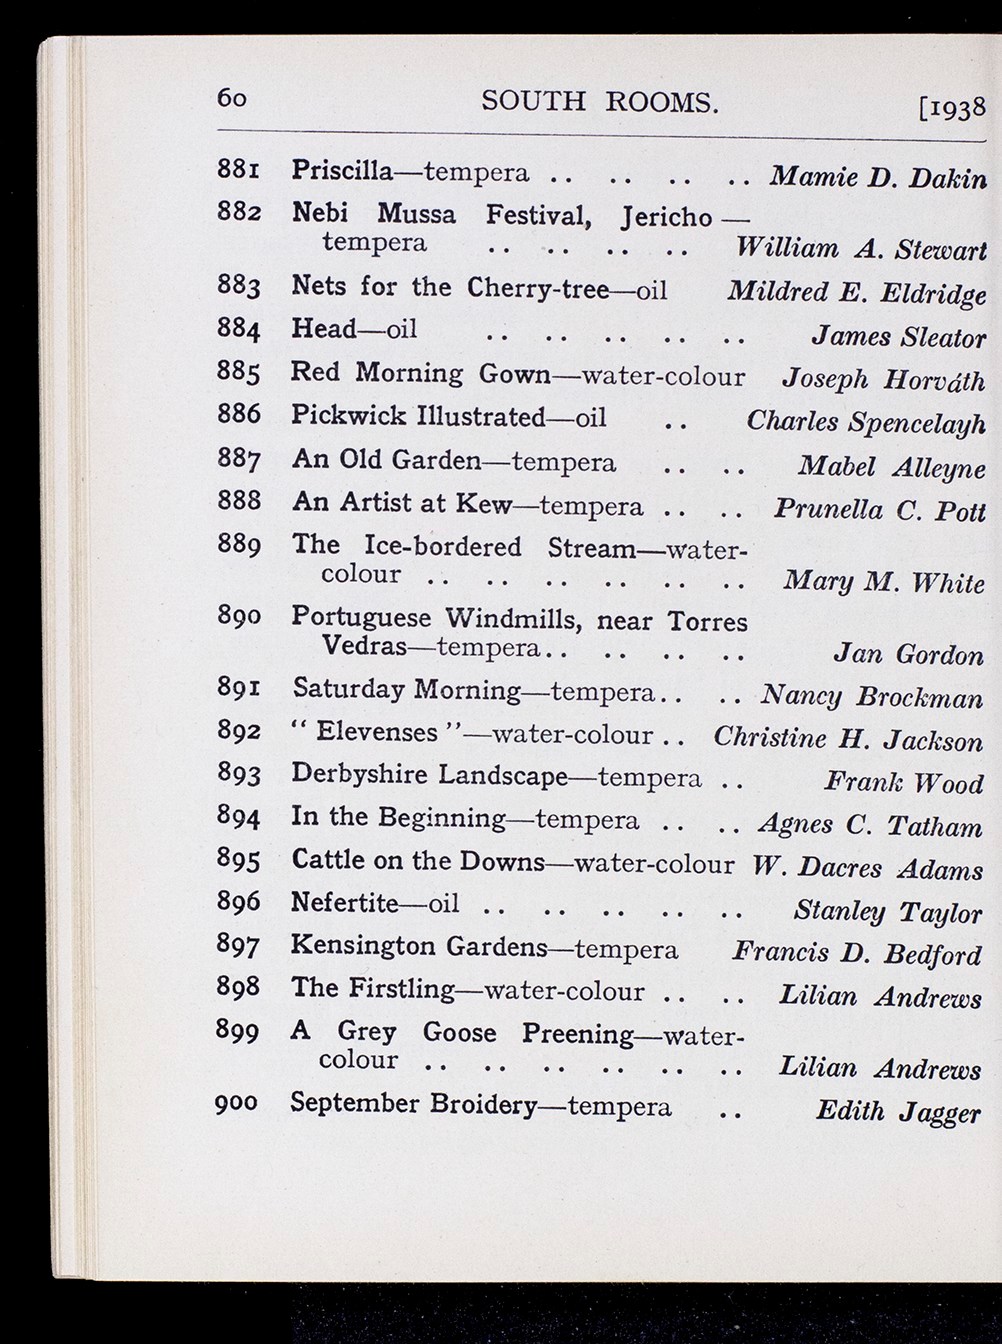 60 SOUTH ROOMS. [1938
881 Priscilla—tempera .. .. .. .. Mamie D. Dakin
882 Nebi Mussa Festival, Jericho —
tempera .. .. .. .. William A. Stewart
883 Nets for the Cherry-tree—oil Mildred E. Eldridge
884 Head—oil .. .. .. .. .. James Sleator
885 Red Morning Gown—water-colour Joseph Horváth
886 Pickwick Illustrated—oil .. Charles Spencelayh
887 An Old Garden—tempera .. .. Mabel Alleyne
888 An Artist at Kew—tempera .. .. Prunella C. Pott
889 The Ice-bordered Stream—water-
colour .. .. .. .. .. .. Mary M. White
890 Portuguese Windmills, near Torres
Vedras—tempera .. .. .. .. Jan Gordon
891 Saturday Morning—tempera .. .. Nancy Brockman
892 “ Elevenses ”—water-colour .. Christine H. Jackson
893 Derbyshire Landscape—tempera .. Frank Wood
894 In the Beginning—tempera .. .. Agnes C. Tatham
895 Cattle on the Downs—water-colour W. Dacres Adams
896 Nefertite—oil .. .. .. .. .. Stanley Taylor
897 Kensington Gardens—tempera Francis D. Bedford
898 The Firstling—water-colour .. .. Lilian Andrews
899 A Grey Goose Preening—water-
colour .. .. .. .. .. .. Lilian Andrews
900 September Broidery—tempera .. Edith Jagger